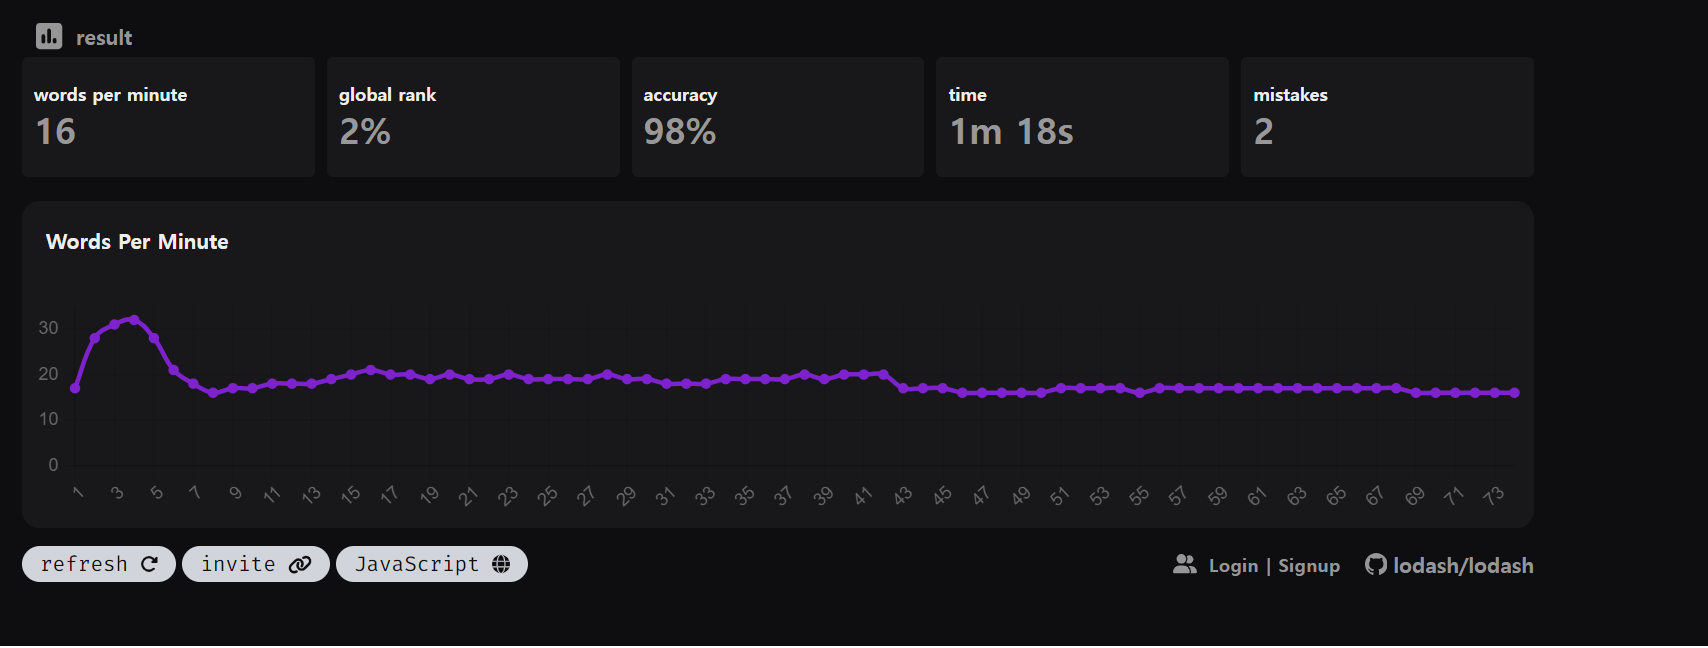 result
words per minute
16
global rank
2%
accuracy
98%
time
1m 18s
mistakes
2
Words Per Minute
30
20
10
0
1 3 5 7 9 11 13 15 17 19 21 23 25 27 29 31 33 35 37 39 41 43 45 47 49 51 53 55 57 59 61 63 65 67 69 71 73
refresh invite JavaScript Login | Signup lodash/lodash